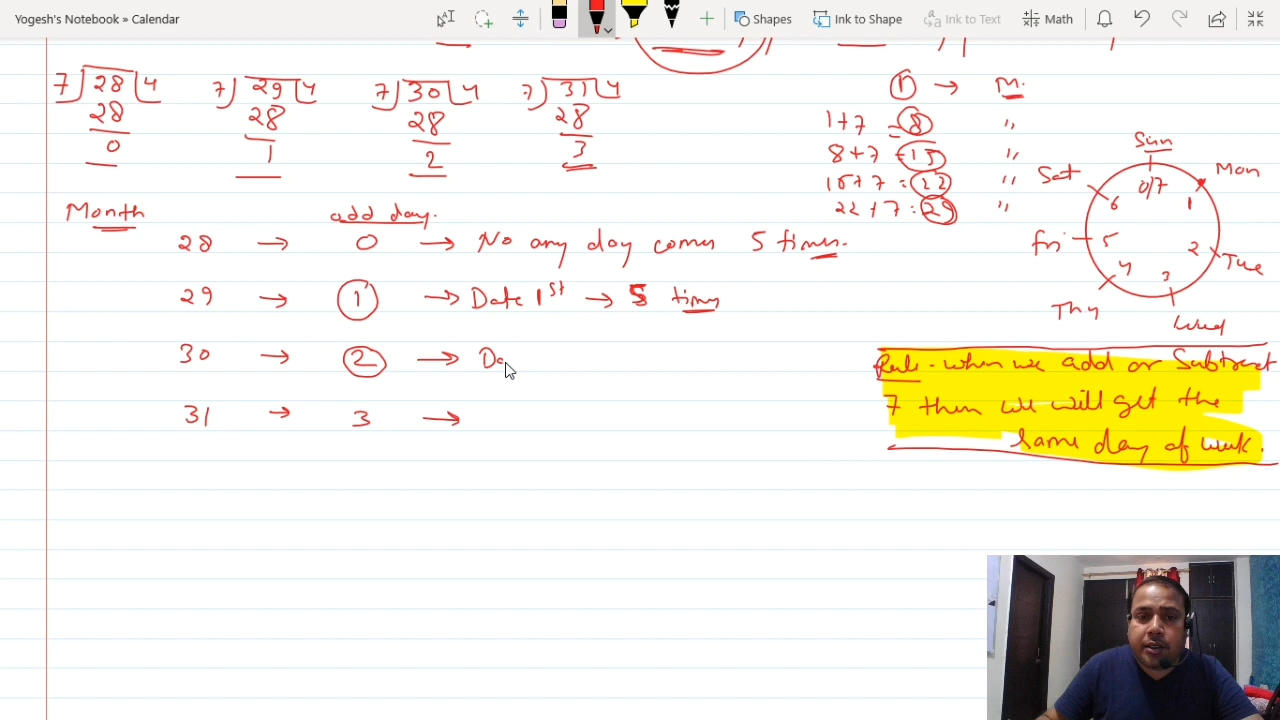 Yogesh's Notebook » Calendar
Shapes Ink to Shape Ink to Text Math
7 28 4 7 29 4 7 30 4 7 31 4
28 28 28 28
0 1 2 3
1 → M.
1+7 = 8 "
8+7 = 15 "
15+7 : 22 "
22+7 : 29 "
Sun
Mon
Tue
Wed
Thu
Fri
Sat
0/7
1
2
3
4
5
6
Month add day.
28 → 0 → No any day comes 5 times.
29 → 1 → Date 1st → 5 times
30 → 2 → Da
31 → 3 →
Rule - when we add or Subtract
7 then we will get the
same day of week.